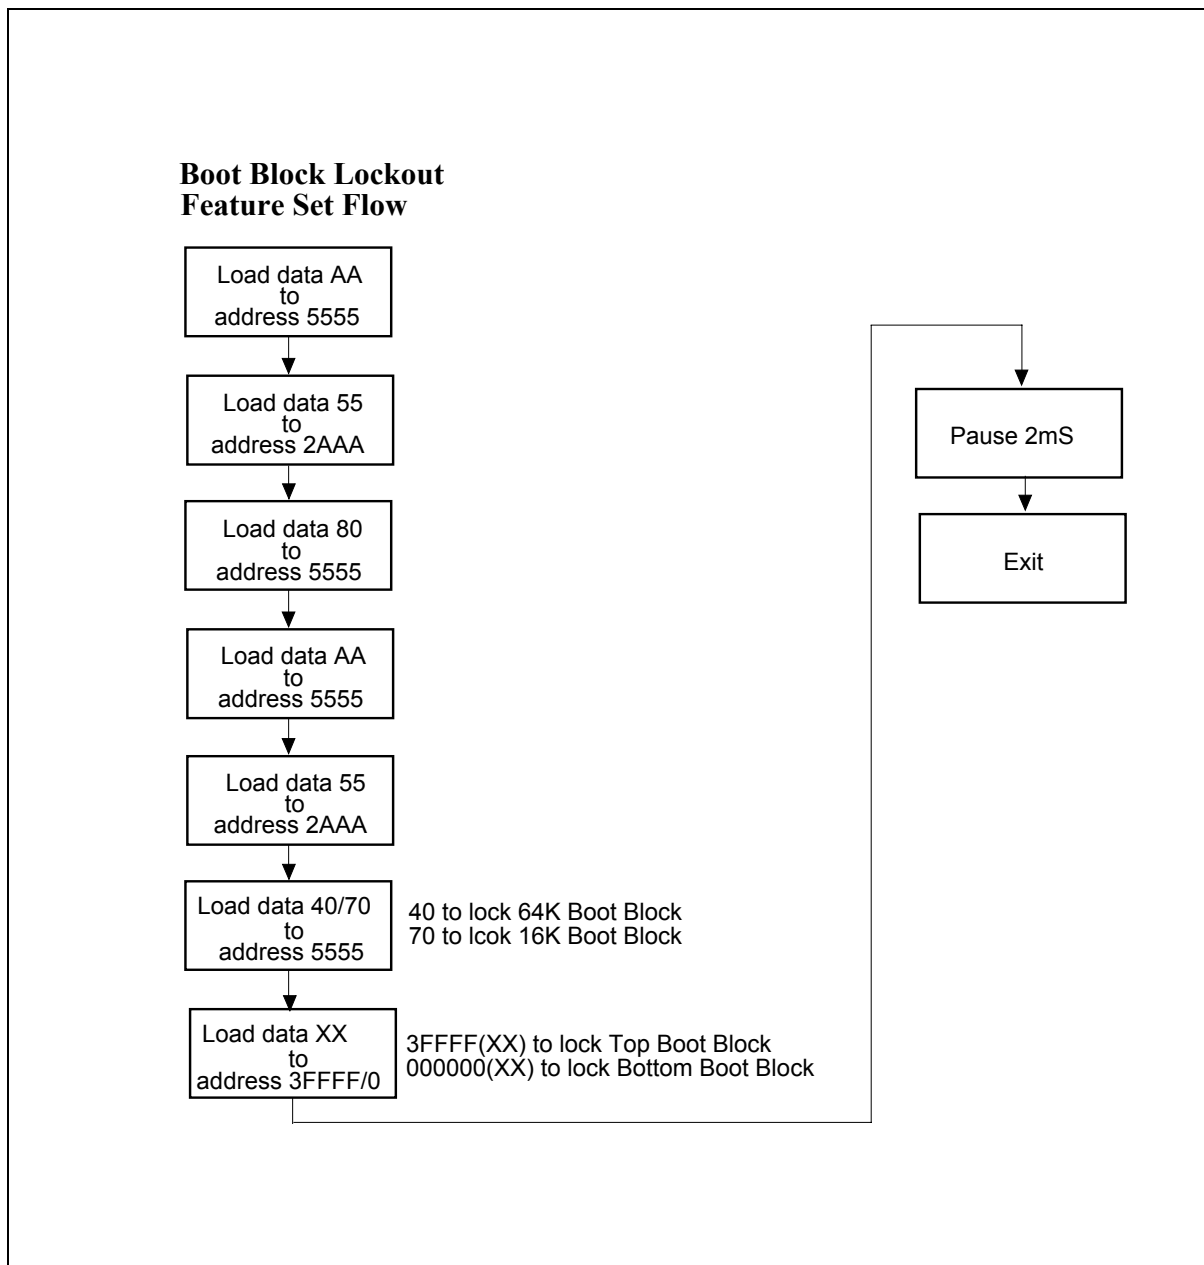 Boot Block Lockout
Feature Set Flow
Load data AA
to
address 5555
Load data 55
to
address 2AAA
Load data 80
to
address 5555
Load data AA
to
address 5555
Load data 55
to
address 2AAA
Load data 40/70
to
address 5555
40 to lock 64K Boot Block
70 to lcok 16K Boot Block
Load data XX
to
address 3FFFF/0
3FFFF(XX) to lock Top Boot Block
000000(XX) to lock Bottom Boot Block
Pause 2mS
Exit